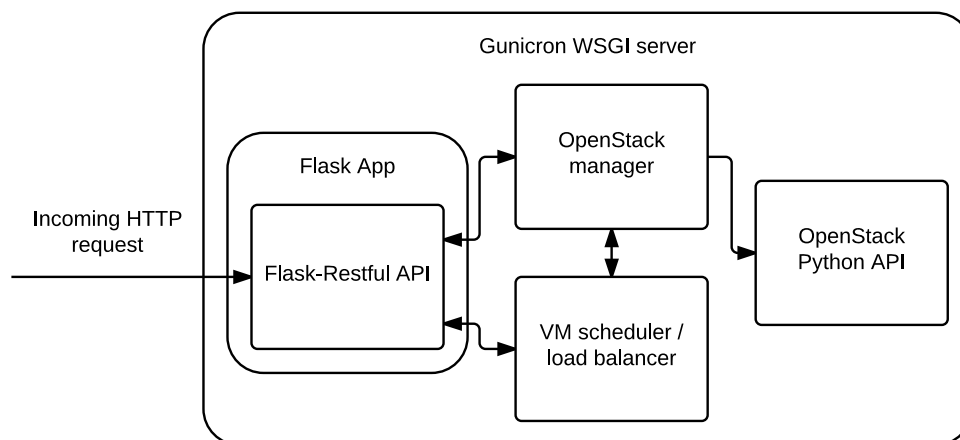 Gunicron WSGI server
OpenStack
manager
Flask App
Incoming HTTP
request
Flask-Restful API
OpenStack
Python API
VM scheduler /
load balancer